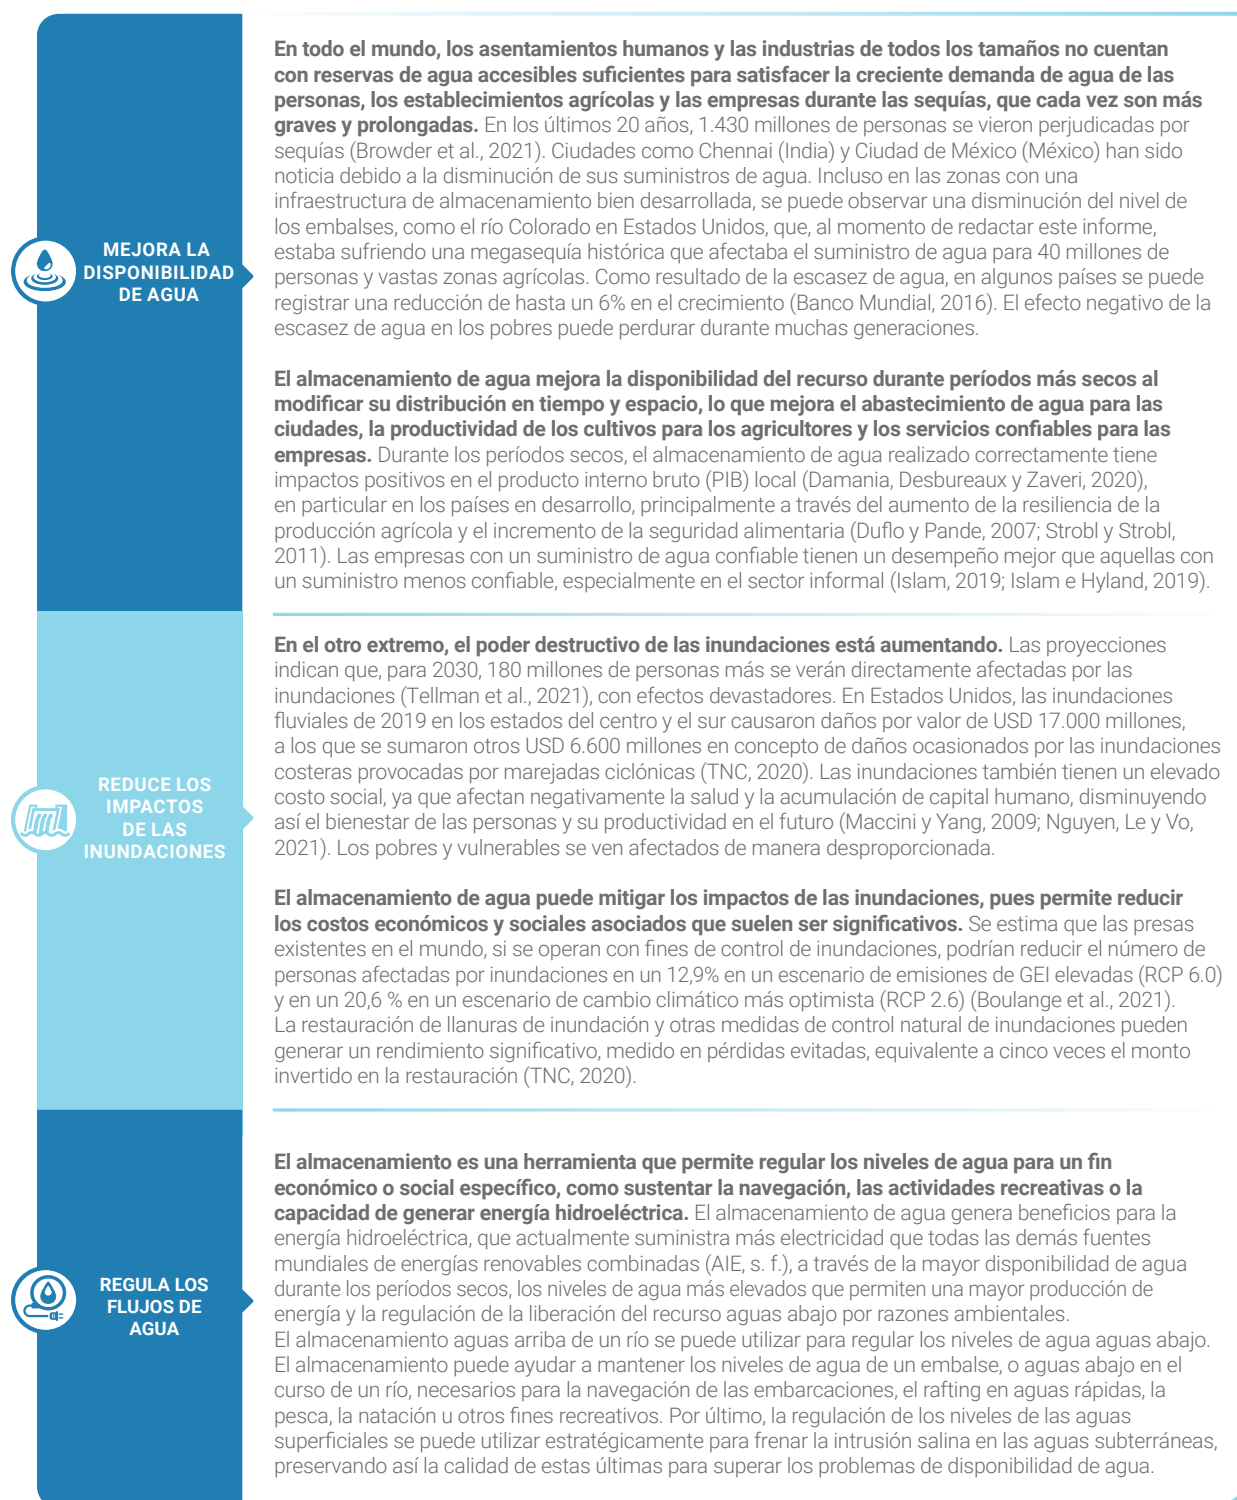 MEJORA LA
DISPONIBILIDAD
DE AGUA
En todo el mundo, los asentamientos humanos y las industrias de todos los tamaños no cuentan
con reservas de agua accesibles suficientes para satisfacer la creciente demanda de agua de las
personas, los establecimientos agrícolas y las empresas durante las sequías, que cada vez son más
graves y prolongadas. En los últimos 20 años, 1.430 millones de personas se vieron perjudicadas por
sequías (Browder et al., 2021). Ciudades como Chennai (India) y Ciudad de México (México) han sido
noticia debido a la disminución de sus suministros de agua. Incluso en las zonas con una
infraestructura de almacenamiento bien desarrollada, se puede observar una disminución del nivel de
los embalses, como el río Colorado en Estados Unidos, que, al momento de redactar este informe,
estaba sufriendo una megasequía histórica que afectaba el suministro de agua para 40 millones de
personas y vastas zonas agrícolas. Como resultado de la escasez de agua, en algunos países se puede
registrar una reducción de hasta un 6% en el crecimiento (Banco Mundial, 2016). El efecto negativo de la
escasez de agua en los pobres puede perdurar durante muchas generaciones.
El almacenamiento de agua mejora la disponibilidad del recurso durante períodos más secos al
modificar su distribución en tiempo y espacio, lo que mejora el abastecimiento de agua para las
ciudades, la productividad de los cultivos para los agricultores y los servicios confiables para las
empresas. Durante los períodos secos, el almacenamiento de agua realizado correctamente tiene
impactos positivos en el producto interno bruto (PIB) local (Damania, Desbureaux y Zaveri, 2020),
en particular en los países en desarrollo, principalmente a través del aumento de la resiliencia de la
producción agrícola y el incremento de la seguridad alimentaria (Duflo y Pande, 2007; Strobl y Strobl,
2011). Las empresas con un suministro de agua confiable tienen un desempeño mejor que aquellas con
un suministro menos confiable, especialmente en el sector informal (Islam, 2019; Islam e Hyland, 2019).
REDUCE LOS
IMPACTOS
DE LAS
INUNDACIONES
En el otro extremo, el poder destructivo de las inundaciones está aumentando. Las proyecciones
indican que, para 2030, 180 millones de personas más se verán directamente afectadas por las
inundaciones (Tellman et al., 2021), con efectos devastadores. En Estados Unidos, las inundaciones
fluviales de 2019 en los estados del centro y el sur causaron daños por valor de USD 17.000 millones,
a los que se sumaron otros USD 6.600 millones en concepto de daños ocasionados por las inundaciones
costeras provocadas por marejadas ciclónicas (TNC, 2020). Las inundaciones también tienen un elevado
costo social, ya que afectan negativamente la salud y la acumulación de capital humano, disminuyendo
así el bienestar de las personas y su productividad en el futuro (Maccini y Yang, 2009; Nguyen, Le y Vo,
2021). Los pobres y vulnerables se ven afectados de manera desproporcionada.
El almacenamiento de agua puede mitigar los impactos de las inundaciones, pues permite reducir
los costos económicos y sociales asociados que suelen ser significativos. Se estima que las presas
existentes en el mundo, si se operan con fines de control de inundaciones, podrían reducir el número de
personas afectadas por inundaciones en un 12,9% en un escenario de emisiones de GEI elevadas (RCP 6.0)
y en un 20,6 % en un escenario de cambio climático más optimista (RCP 2.6) (Boulange et al., 2021).
La restauración de llanuras de inundación y otras medidas de control natural de inundaciones pueden
generar un rendimiento significativo, medido en pérdidas evitadas, equivalente a cinco veces el monto
invertido en la restauración (TNC, 2020).
REGULA LOS
FLUJOS DE
AGUA
El almacenamiento es una herramienta que permite regular los niveles de agua para un fin
económico o social específico, como sustentar la navegación, las actividades recreativas o la
capacidad de generar energía hidroeléctrica. El almacenamiento de agua genera beneficios para la
energía hidroeléctrica, que actualmente suministra más electricidad que todas las demás fuentes
mundiales de energías renovables combinadas (AIE, s. f.), a través de la mayor disponibilidad de agua
durante los períodos secos, los niveles de agua más elevados que permiten una mayor producción de
energía y la regulación de la liberación del recurso aguas abajo por razones ambientales.
El almacenamiento aguas arriba de un río se puede utilizar para regular los niveles de agua aguas abajo.
El almacenamiento puede ayudar a mantener los niveles de agua de un embalse, o aguas abajo en el
curso de un río, necesarios para la navegación de las embarcaciones, el rafting en aguas rápidas, la
pesca, la natación u otros fines recreativos. Por último, la regulación de los niveles de las aguas
superficiales se puede utilizar estratégicamente para frenar la intrusión salina en las aguas subterráneas,
preservando así la calidad de estas últimas para superar los problemas de disponibilidad de agua.